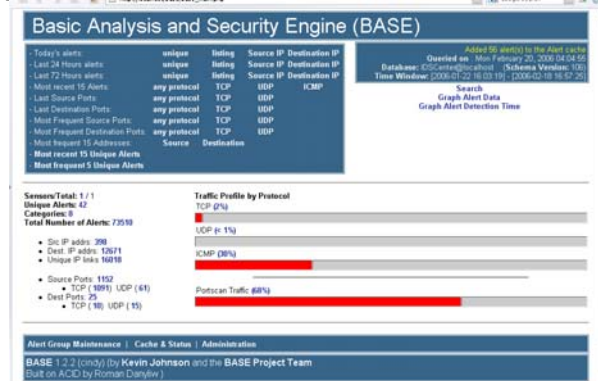 Basic Analysis and Security Engine (BASE)
- Today's alerts: unique listing Source IP Destination IP
- Last 24 Hours alerts: unique listing Source IP Destination IP
- Last 72 Hours alerts: unique listing Source IP Destination IP
- Most recent 15 Alerts: any protocol TCP UDP ICMP
- Last Source Ports: any protocol TCP UDP
- Last Destination Ports: any protocol TCP UDP
- Most Frequent Source Ports: any protocol TCP UDP
- Most Frequent Destination Ports: any protocol TCP UDP
- Most frequent 15 Addresses: Source Destination
- Most recent 15 Unique Alerts
- Most frequent 5 Unique Alerts
Added 56 alert(s) to the Alert cache
Queried on : Mon February 20, 2006 04:04:56
Database: IDSCenter@localhost (Schema Version: 106)
Time Window: [2006-01-22 16:03:19] - [2006-02-18 16:57:25]
Search
Graph Alert Data
Graph Alert Detection Time
Sensors/Total: 1 / 1
Unique Alerts: 42
Categories: 8
Total Number of Alerts: 73510
Src IP addrs: 390
Dest. IP addrs: 12671
Unique IP links 16018
Source Ports: 1152
TCP ( 1091) UDP ( 61)
Dest Ports: 25
TCP ( 10) UDP ( 15)
Traffic Profile by Protocol
TCP (2%)
UDP (< 1%)
ICMP (30%)
Portscan Traffic (68%)
Alert Group Maintenance | Cache & Status | Administration
BASE 1.2.2 (cindy) (by Kevin Johnson and the BASE Project Team
Built on ACID by Roman Danyliw )